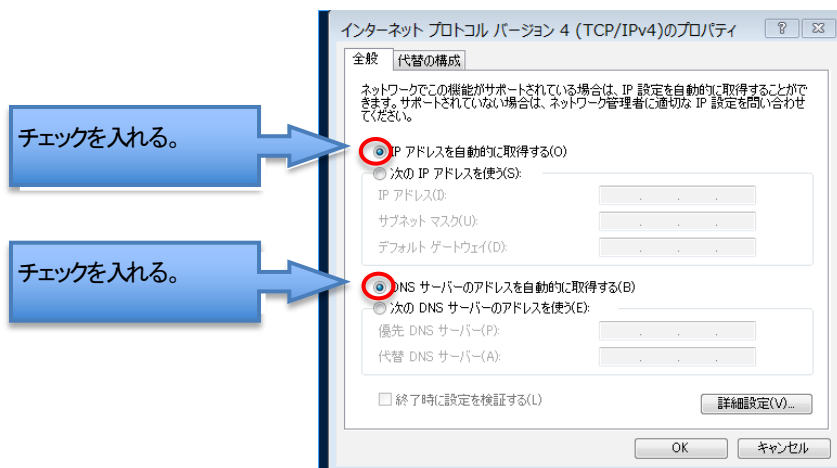 インターネット プロトコル バージョン 4 (TCP/IPv4)のプロパティ
全般
代替の構成
ネットワークでこの機能がサポートされている場合は、IP 設定を自動的に取得することがで
きます。サポートされていない場合は、ネットワーク管理者に適切な IP 設定を問い合わせ
てください。
チェックを入れる。
IP アドレスを自動的に取得する(O)
次の IP アドレスを使う(S):
IP アドレス(I):
サブネット マスク(U):
デフォルト ゲートウェイ(D):
チェックを入れる。
DNS サーバーのアドレスを自動的に取得する(B)
次の DNS サーバーのアドレスを使う(E):
優先 DNS サーバー(P):
代替 DNS サーバー(A):
終了時に設定を検証する(L)
詳細設定(V)...
OK
キャンセル